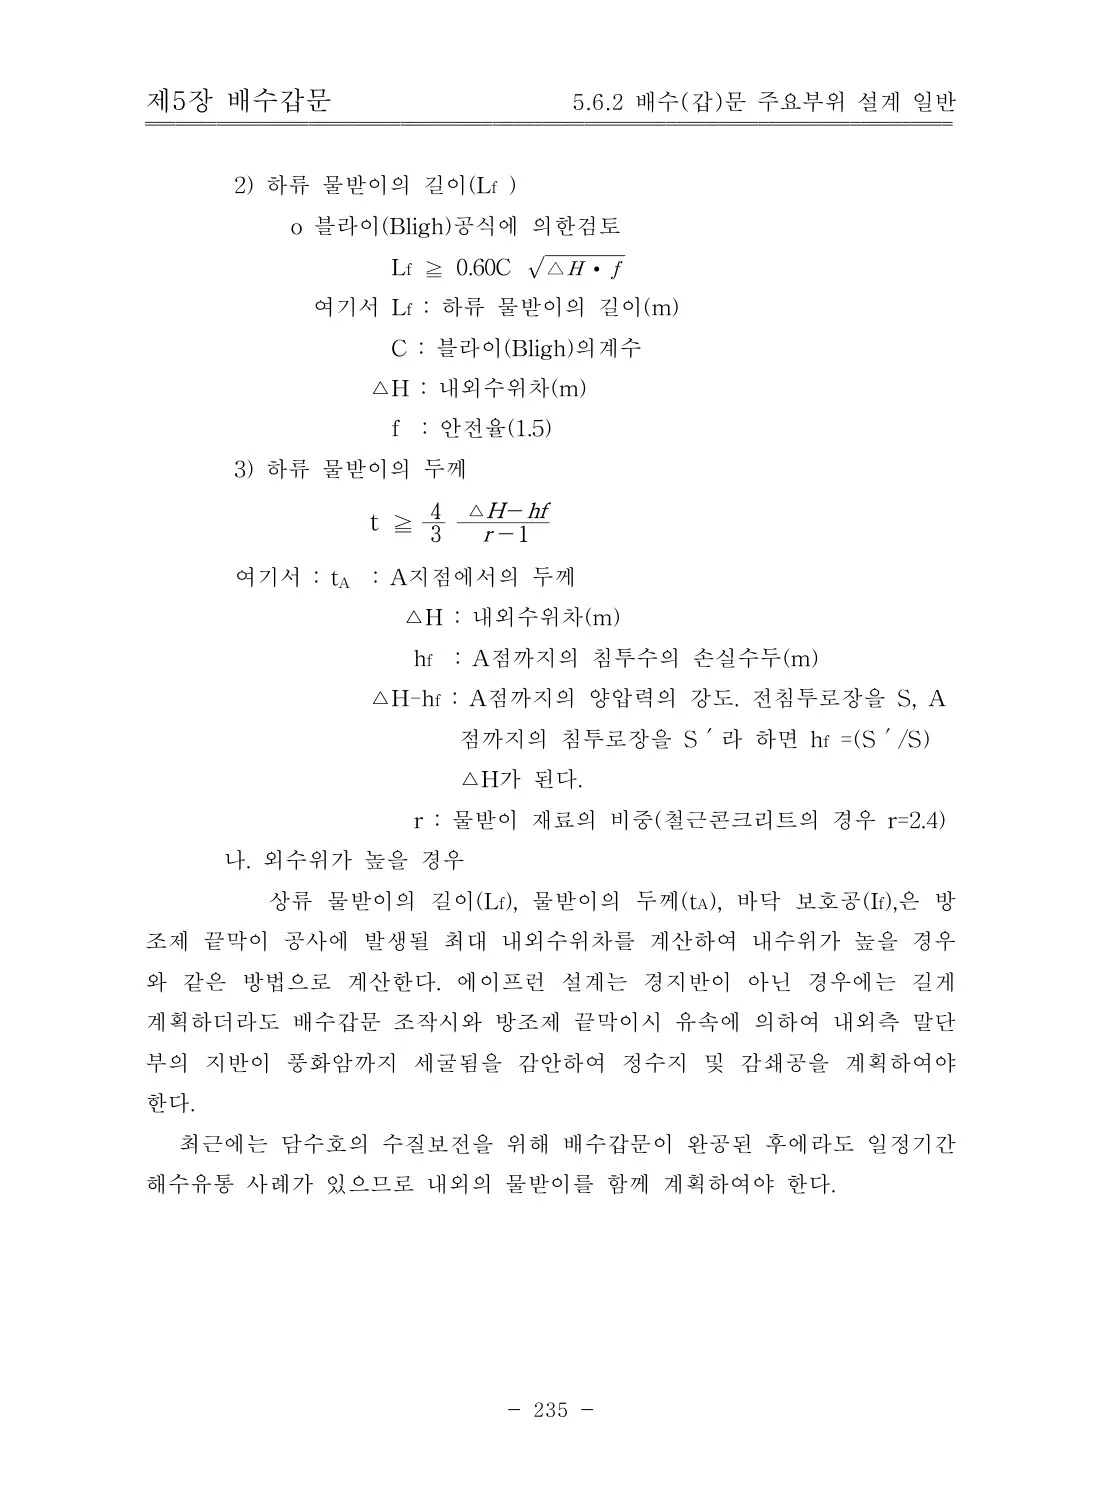 제5장 배수갑문
5.6.2 배수(갑)문 주요부위 설계 일반
2) 하류 물받이의 길이(Lf )
o 블라이(Bligh)공식에 의한검토
Lf ≧ 0.60C √△H・f
여기서 Lf : 하류 물받이의 길이(m)
C : 블라이(Bligh)의계수
△H : 내외수위차(m)
f : 안전율(1.5)
3) 하류 물받이의 두께
t ≧ 4/3 (△H-hf)/(r-1)
여기서 : tA : A지점에서의 두께
△H : 내외수위차(m)
hf : A점까지의 침투수의 손실수두(m)
△H-hf : A점까지의 양압력의 강도. 전침투로장을 S, A
점까지의 침투로장을 S´라 하면 hf =(S´/S)
△H가 된다.
r : 물받이 재료의 비중(철근콘크리트의 경우 r=2.4)
나. 외수위가 높을 경우
상류 물받이의 길이(Lf), 물받이의 두께(tA), 바닥 보호공(If),은 방
조제 끝막이 공사에 발생될 최대 내외수위차를 계산하여 내수위가 높을 경우
와 같은 방법으로 계산한다. 에이프런 설계는 경지반이 아닌 경우에는 길게
계획하더라도 배수갑문 조작시와 방조제 끝막이시 유속에 의하여 내외측 말단
부의 지반이 풍화암까지 세굴됨을 감안하여 정수지 및 감쇄공을 계획하여야
한다.
최근에는 담수호의 수질보전을 위해 배수갑문이 완공된 후에라도 일정기간
해수유통 사례가 있으므로 내외의 물받이를 함께 계획하여야 한다.
- 235 -